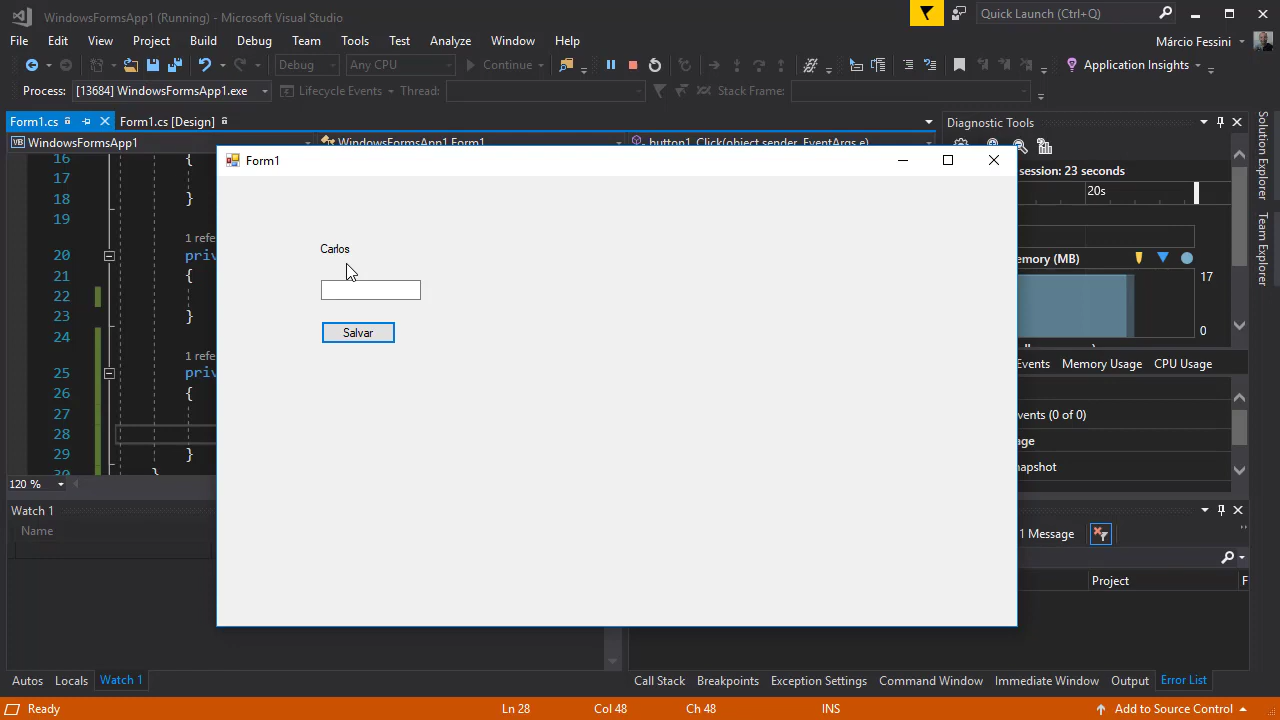 WindowsFormsApp1 (Running) - Microsoft Visual Studio
Quick Launch (Ctrl+Q)
File Edit View Project Build Debug Team Tools Test Analyze Window Help
Márcio Fessini
Debug Any CPU Continue Application Insights
Process: [13684] WindowsFormsApp1.exe Lifecycle Events Thread: Stack Frame:
Form1.cs Form1.cs [Design]
Diagnostic Tools
WindowsFormsApp1 WindowsFormsApp1.Form1 button1_Click(object sender, EventArgs e)
Form1
session: 23 seconds
20s
16 {
17
18 }
19
1 refe
20 priv
21 {
22
23 }
24
1 refe
25 priv
26 {
27
28
29 }
30 }
Carlos
Salvar
emory (MB)
17
0
Events Memory Usage CPU Usage
vents (0 of 0)
age
napshot
120 %
Watch 1
Name
1 Message
Project F
Autos Locals Watch 1
Call Stack Breakpoints Exception Settings Command Window Immediate Window Output Error List
Ready Ln 28 Col 48 Ch 48 INS Add to Source Control
Solution Explorer
Team Explorer